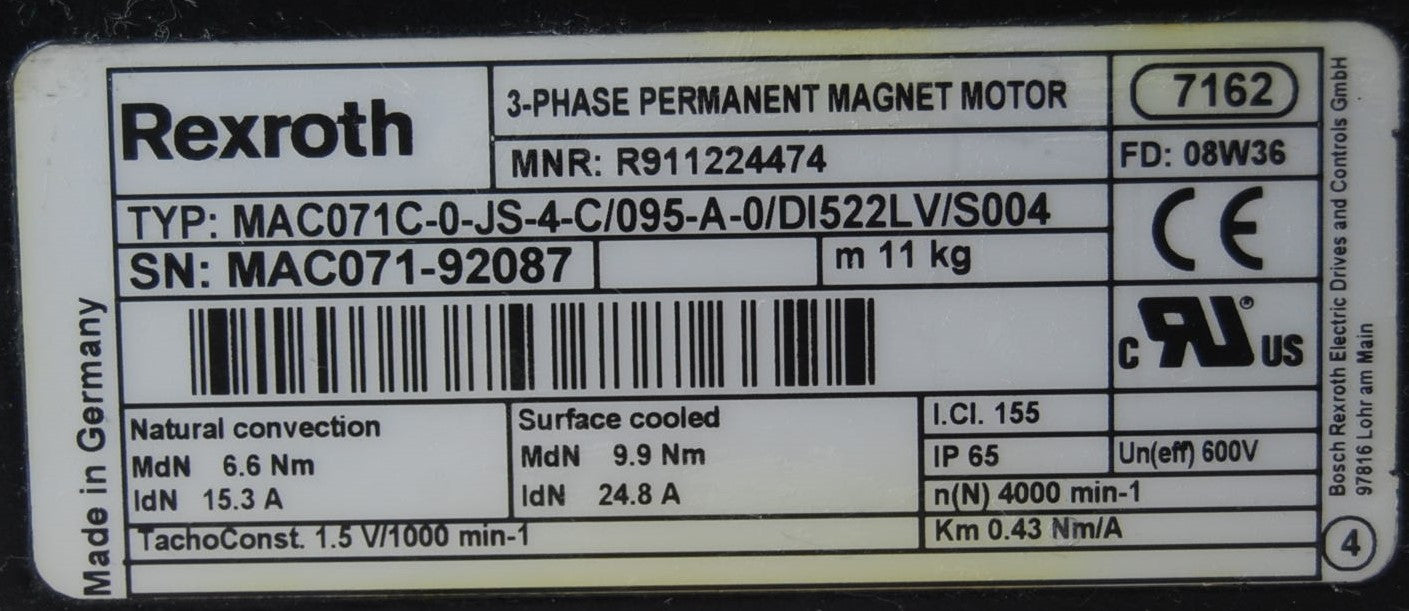 Rexroth
3-PHASE PERMANENT MAGNET MOTOR
7162
MNR: R911224474
FD: 08W36
TYP: MAC071C-0-JS-4-C/095-A-0/DI522LV/S004
SN: MAC071-92087
m 11 kg
CE
C RU ® US
Natural convection
MdN 6.6 Nm
IdN 15.3 A
Surface cooled
MdN 9.9 Nm
IdN 24.8 A
I.Cl. 155
IP 65
Un(eff) 600V
n(N) 4000 min-1
TachoConst. 1.5 V/1000 min-1
Km 0.43 Nm/A
Made in Germany
Bosch Rexroth Electric Drives and Controls GmbH
97816 Lohr am Main
4